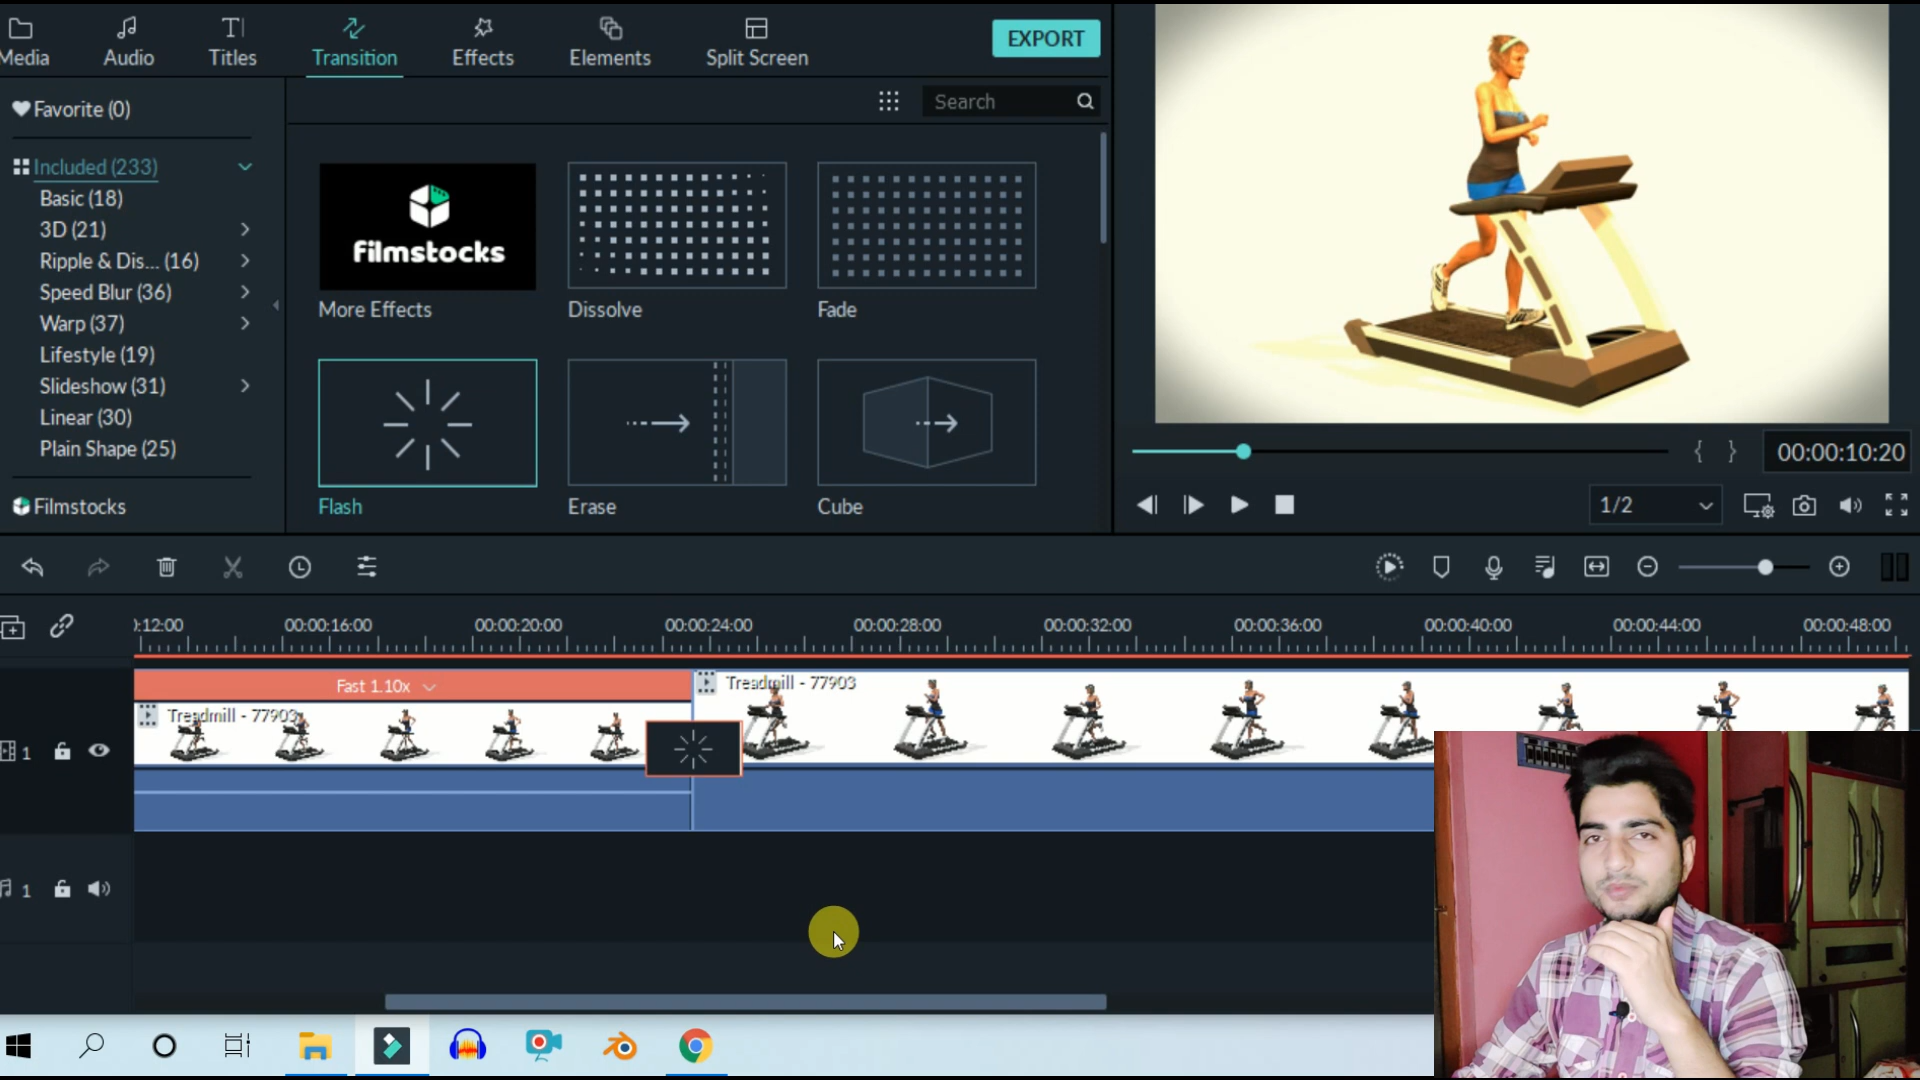 Media
Audio
Titles
Transition
Effects
Elements
Split Screen
EXPORT
Favorite (0)
Search
Included (233)
Basic (18)
3D (21)
Ripple & Dis... (16)
Speed Blur (36)
Warp (37)
Lifestyle (19)
Slideshow (31)
Linear (30)
Plain Shape (25)
Filmstocks
filmstocks
More Effects
Dissolve
Fade
Flash
Erase
Cube
00:00:10:20
1/2
):12:00
00:00:16:00
00:00:20:00
00:00:24:00
00:00:28:00
00:00:32:00
00:00:36:00
00:00:40:00
00:00:44:00
00:00:48:00
Fast 1.10x
Treadmill - 77903
Treadmill - 77903
1
1